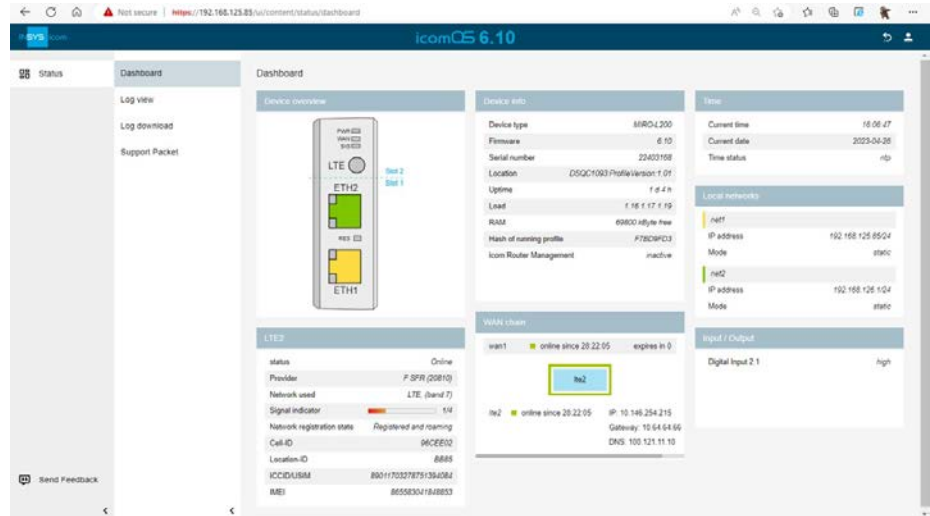 Not secure | https://192.168.125.85/ui/content/status/dashboard
INSYS icom
icomOS 6.10
Status
Dashboard
Log view
Log download
Support Packet
Send Feedback
Dashboard
Device overview
PWR
WAN
SIG
LTE
Slot 2
Slot 1
ETH2
RES
ETH1
Device info
Device type MIRO-L200
Firmware 6.10
Serial number 22403168
Location DSQC1093:ProfileVersion:1.01
Uptime 1 d 4 h
Load 1.16 1.17 1.19
RAM 69800 kByte free
Hash of running profile F7BD9FD3
Icom Router Management inactive
Time
Current time 16:06:47
Current date 2023-04-26
Time status ntp
Local networks
net1
IP address 192.168.125.85/24
Mode static
net2
IP address 192.168.126.1/24
Mode static
LTE2
status Online
Provider F SFR (20810)
Network used LTE, (band 7)
Signal indicator 1/4
Network registration state Registered and roaming
Cell-ID 96CEE02
Location-ID BB85
ICCID/USIM 89011703278751394084
IMEI 865583041848853
WAN chain
wan1 online since 28:22:05 expires in 0
lte2
lte2 online since 28:22:05 IP: 10.146.254.215
Gateway: 10.64.64.66
DNS: 100.121.11.10
Input / Output
Digital Input 2.1 high